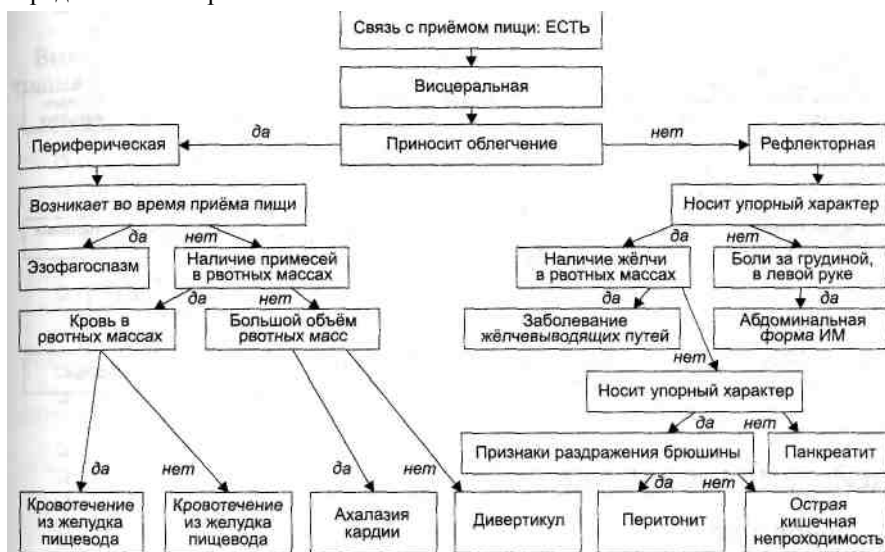 Связь с приёмом пищи: ЕСТЬ
Висцеральная
да
нет
Периферическая
Приносит облегчение
Рефлекторная
Возникает во время приёма пищи
Носит упорный характер
да
нет
да
нет
Эзофагоспазм
Наличие примесей
в рвотных массах
Наличие жёлчи
в рвотных массах
Боли за грудиной,
в левой руке
да
нет
да
да
Кровь в
рвотных массах
Большой объём
рвотных масс
Заболевание
жёлчевыводящих путей
Абдоминальная
форма ИМ
нет
Носит упорный характер
да
нет
Признаки раздражения брюшины
Панкреатит
да
нет
да
нет
да
нет
Кровотечение
из желудка
пищевода
Кровотечение
из желудка
пищевода
Ахалазия
кардии
Дивертикул
Перитонит
Острая
кишечная
непроходимость